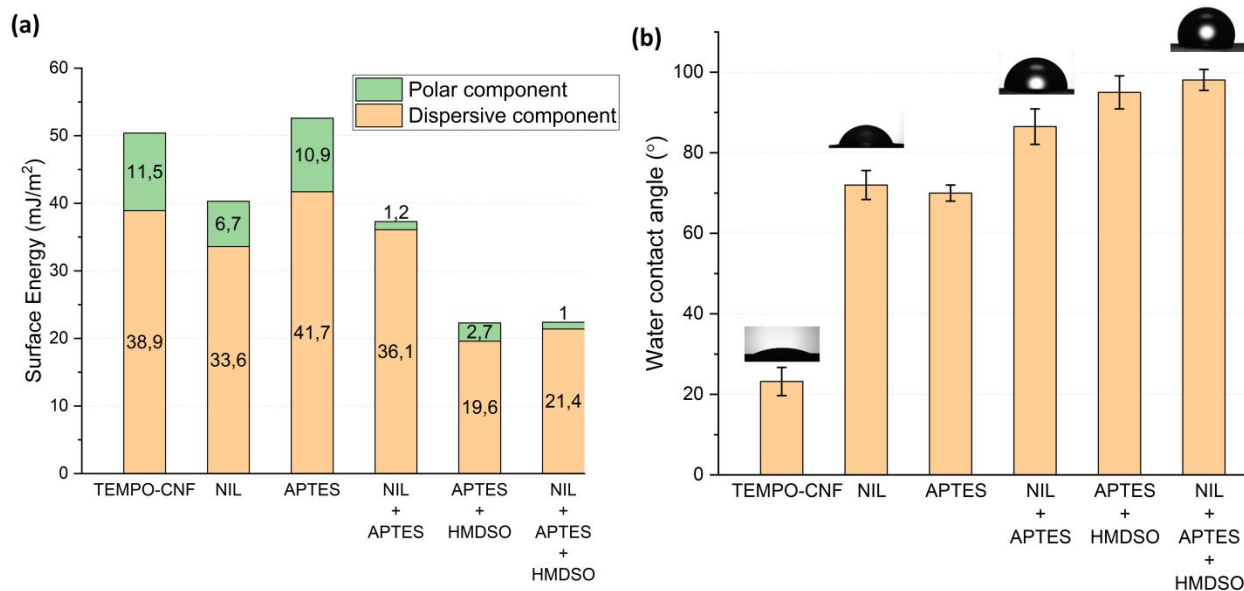 (a)
Surface Energy (mJ/m²)
60
50
40
30
20
10
0
Polar component
Dispersive component
11,5
38,9
6,7
33,6
10,9
41,7
1,2
36,1
2,7
19,6
1
21,4
TEMPO-CNF
NIL
APTES
NIL
+
APTES
APTES
+
HMDSO
NIL
+
APTES
+
HMDSO
(b)
Water contact angle (°)
100
80
60
40
20
0
TEMPO-CNF
NIL
APTES
NIL
+
APTES
APTES
+
HMDSO
NIL
+
APTES
+
HMDSO